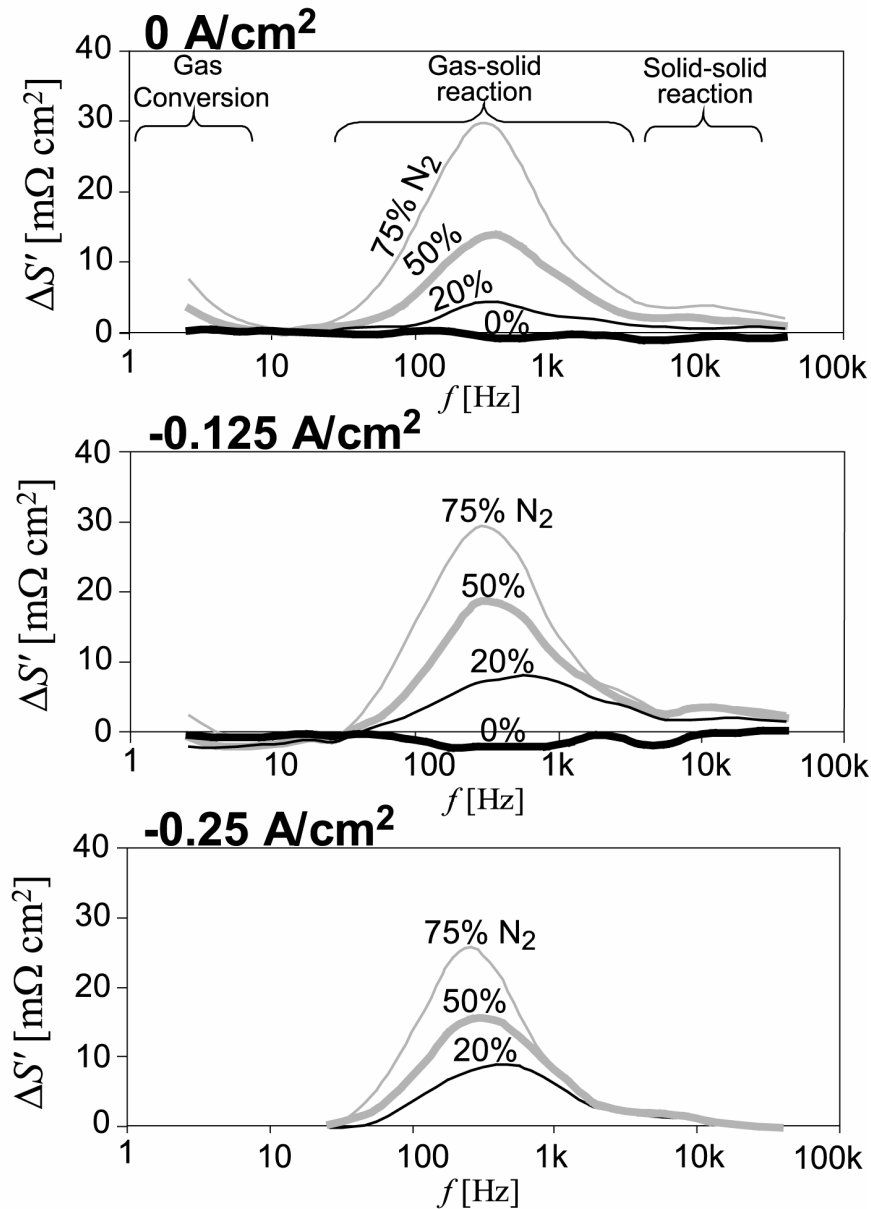 0 A/cm²
40
Gas
Conversion
Gas-solid
reaction
Solid-solid
reaction
30
20
10
0
ΔS′ [mΩ cm²]
75% N₂
50%
20%
0%
1
10
100
1k
10k
100k
f [Hz]
-0.125 A/cm²
40
30
20
10
0
ΔS′ [mΩ cm²]
75% N₂
50%
20%
0%
1
10
100
1k
10k
100k
f [Hz]
-0.25 A/cm²
40
30
20
10
0
ΔS′ [mΩ cm²]
75% N₂
50%
20%
1
10
100
1k
10k
100k
f [Hz]